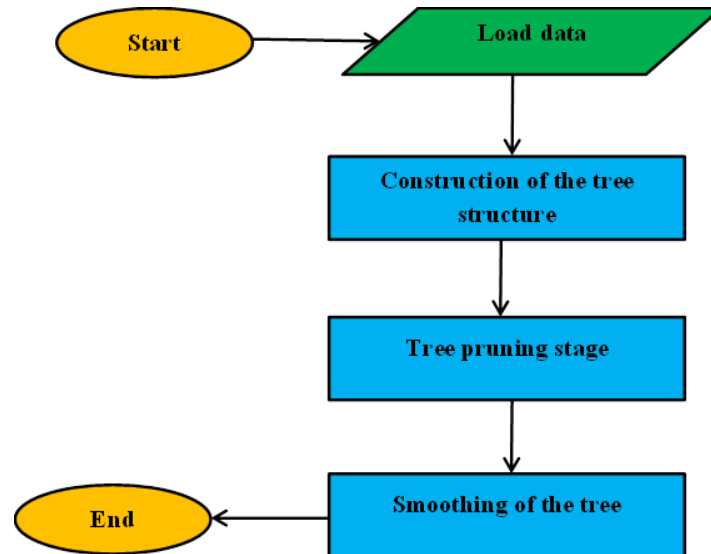 Start
Load data
Construction of the tree
structure
Tree pruning stage
Smoothing of the tree
End